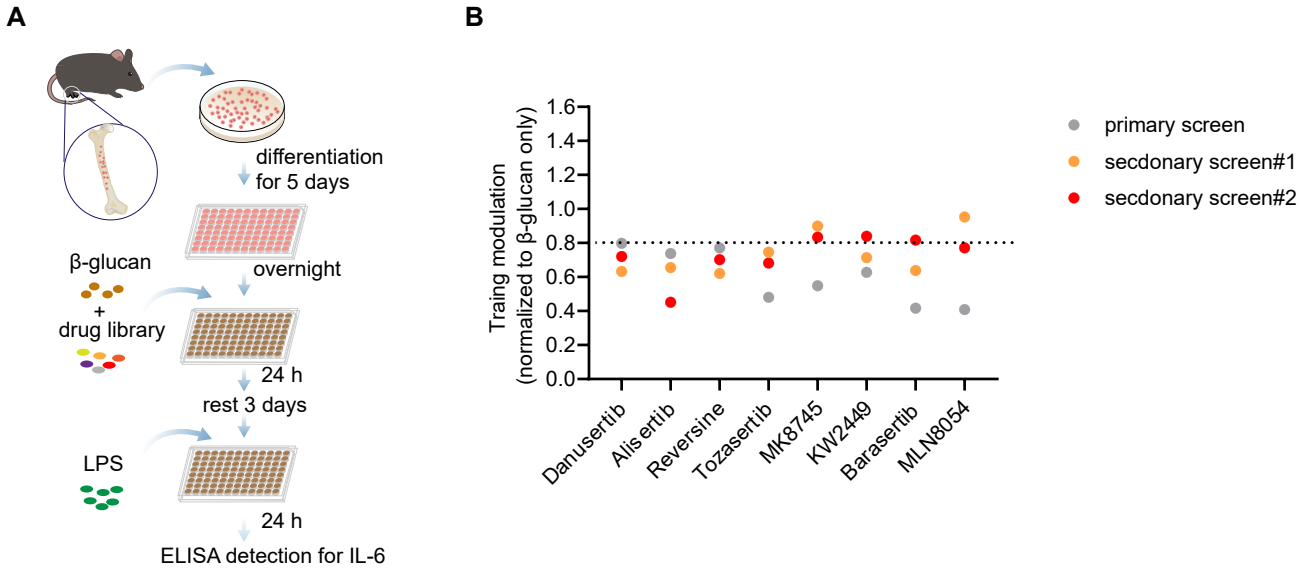 A
differentiation
for 5 days
overnight
β-glucan
+
drug library
24 h
rest 3 days
LPS
24 h
ELISA detection for IL-6
B
Traing modulation
(normalized to β-glucan only)
1.6
1.4
1.2
1.0
0.8
0.6
0.4
0.2
0.0
Danusertib
Alisertib
Reversine
Tozasertib
MK8745
KW2449
Barasertib
MLN8054
primary screen
secdonary screen#1
secdonary screen#2